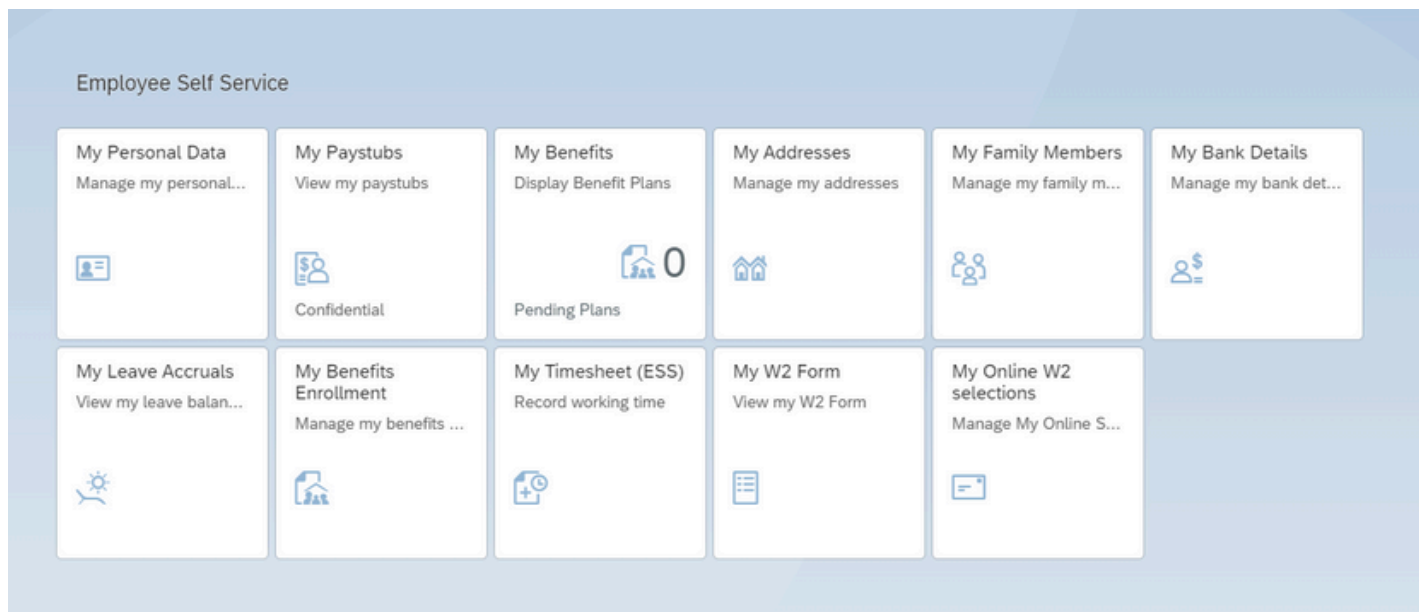 Employee Self Service
My Personal Data
Manage my personal...
My Paystubs
View my paystubs
Confidential
My Benefits
Display Benefit Plans
0
Pending Plans
My Addresses
Manage my addresses
My Family Members
Manage my family m...
My Bank Details
Manage my bank det...
My Leave Accruals
View my leave balan...
My Benefits
Enrollment
Manage my benefits ...
My Timesheet (ESS)
Record working time
My W2 Form
View my W2 Form
My Online W2
selections
Manage My Online S...